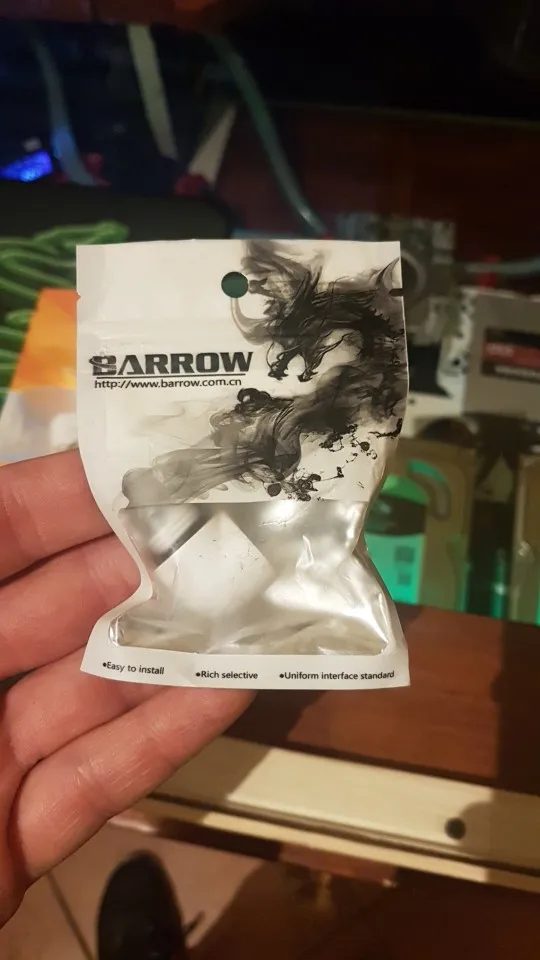 BARROW
http://www.barrow.com.cn
•Easy to install
•Rich selective
•Uniform interface standard